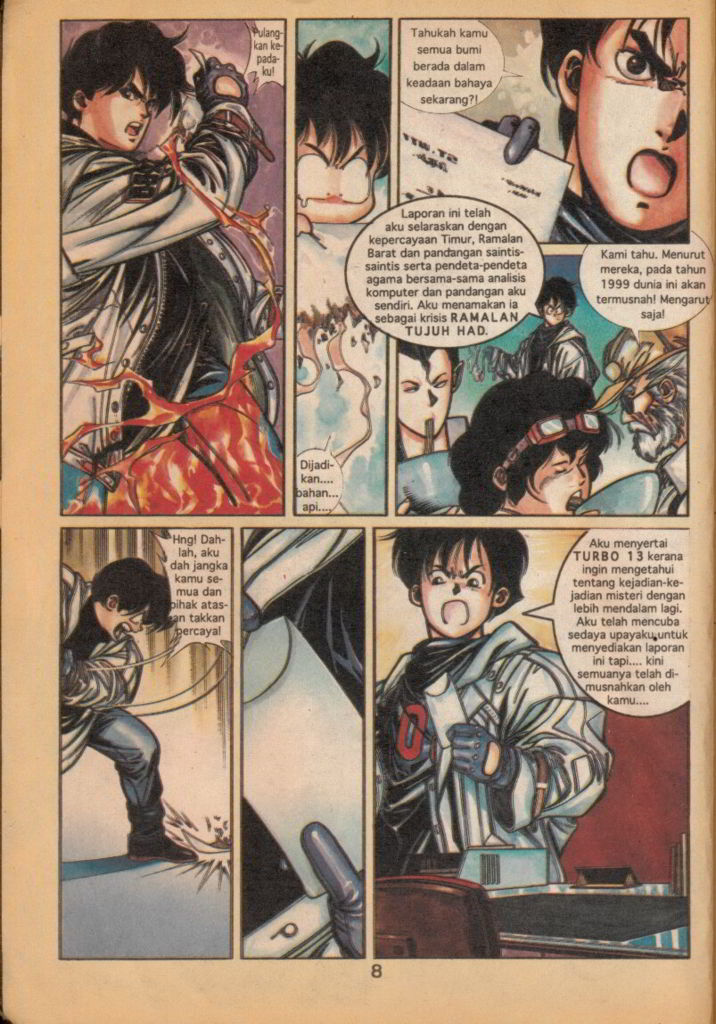 Pulang-
kan ke-
pada-
ku!
Dijadi-
kan....
bahan...
api....
Tahukah kamu
semua bumi
berada dalam
keadaan bahaya
sekarang?!
Laporan ini telah
aku selaraskan dengan
kepercayaan Timur, Ramalan
Barat dan pandangan saintis-
saintis serta pendeta-pendeta
agama bersama-sama analisis
komputer dan pandangan aku
sendiri. Aku menamakan ia
sebagai krisis RAMALAN
TUJUH HAD.
Kami tahu. Menurut
mereka, pada tahun
1999 dunia ini akan
termusnah! Mengarut
saja!
Hng! Dah-
lah, aku
dah jangka
kamu se-
mua dan
pihak atas-
an takkan
percaya!
Aku menyertai
TURBO 13 kerana
ingin mengetahui
tentang kejadian-ke-
jadian misteri dengan
lebih mendalam lagi.
Aku telah mencuba
sedaya upayaku untuk
menyediakan laporan
ini tapi.... kini
semuanya telah di-
musnahkan oleh
kamu....
8